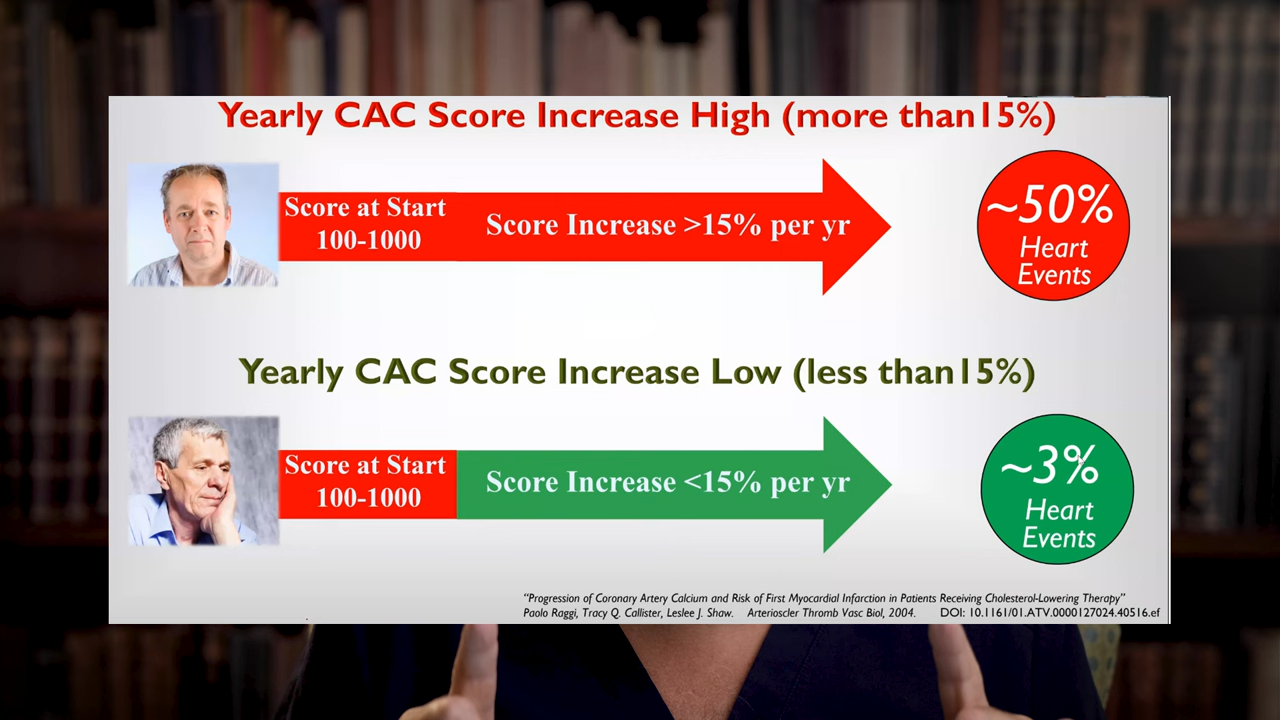 Yearly CAC Score Increase High (more than15%)
Score at Start
100-1000
Score Increase >15% per yr
~50%
Heart
Events
Yearly CAC Score Increase Low (less than15%)
Score at Start
100-1000
Score Increase <15% per yr
~3%
Heart
Events
“Progression of Coronary Artery Calcium and Risk of First Myocardial Infarction in Patients Receiving Cholesterol-Lowering Therapy”
Paolo Raggi, Tracy Q. Callister, Leslee J. Shaw. Arterioscler Thromb Vasc Biol, 2004. DOI: 10.1161/01.ATV.0000127024.40516.ef